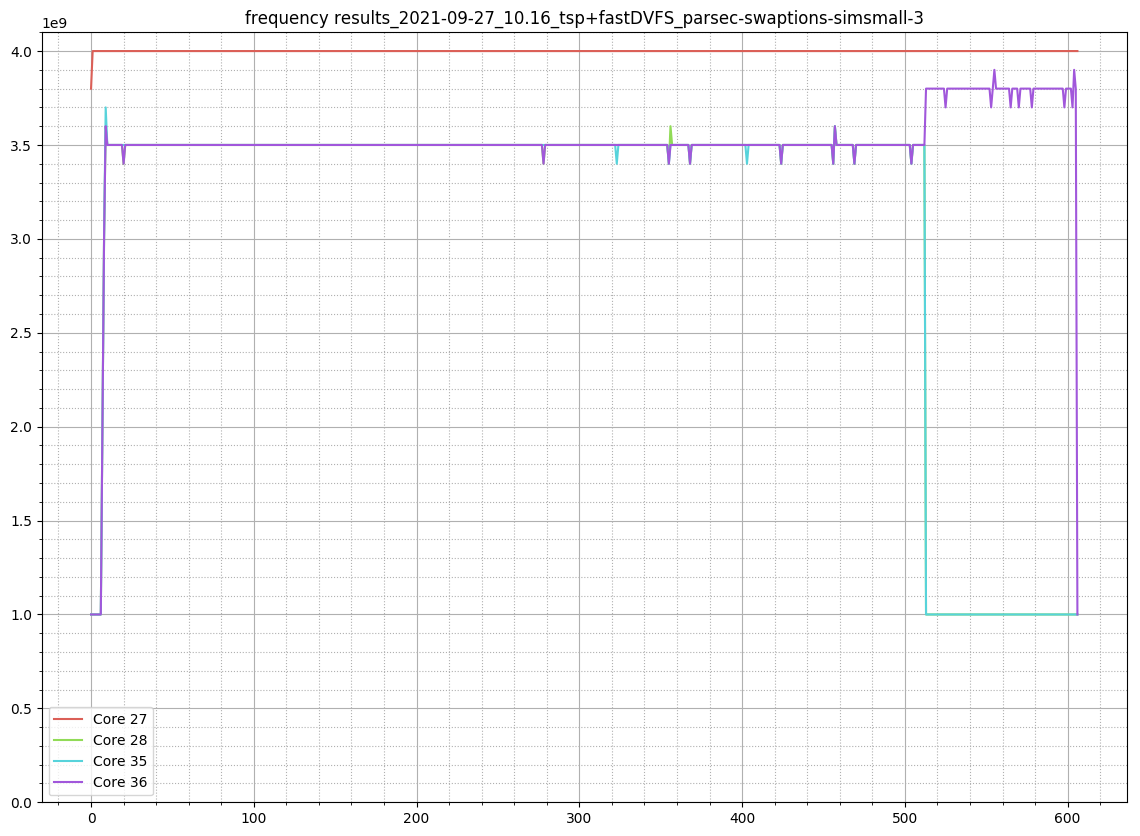 frequency results_2021-09-27_10.16_tsp+fastDVFS_parsec-swaptions-simsmall-3
1e9
4.0
3.5
3.0
2.5
2.0
1.5
1.0
0.5
0.0
Core 27
Core 28
Core 35
Core 36
0 100 200 300 400 500 600